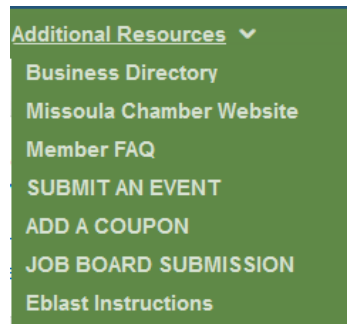 Additional Resources
Business Directory
Missoula Chamber Website
Member FAQ
SUBMIT AN EVENT
ADD A COUPON
JOB BOARD SUBMISSION
Eblast Instructions